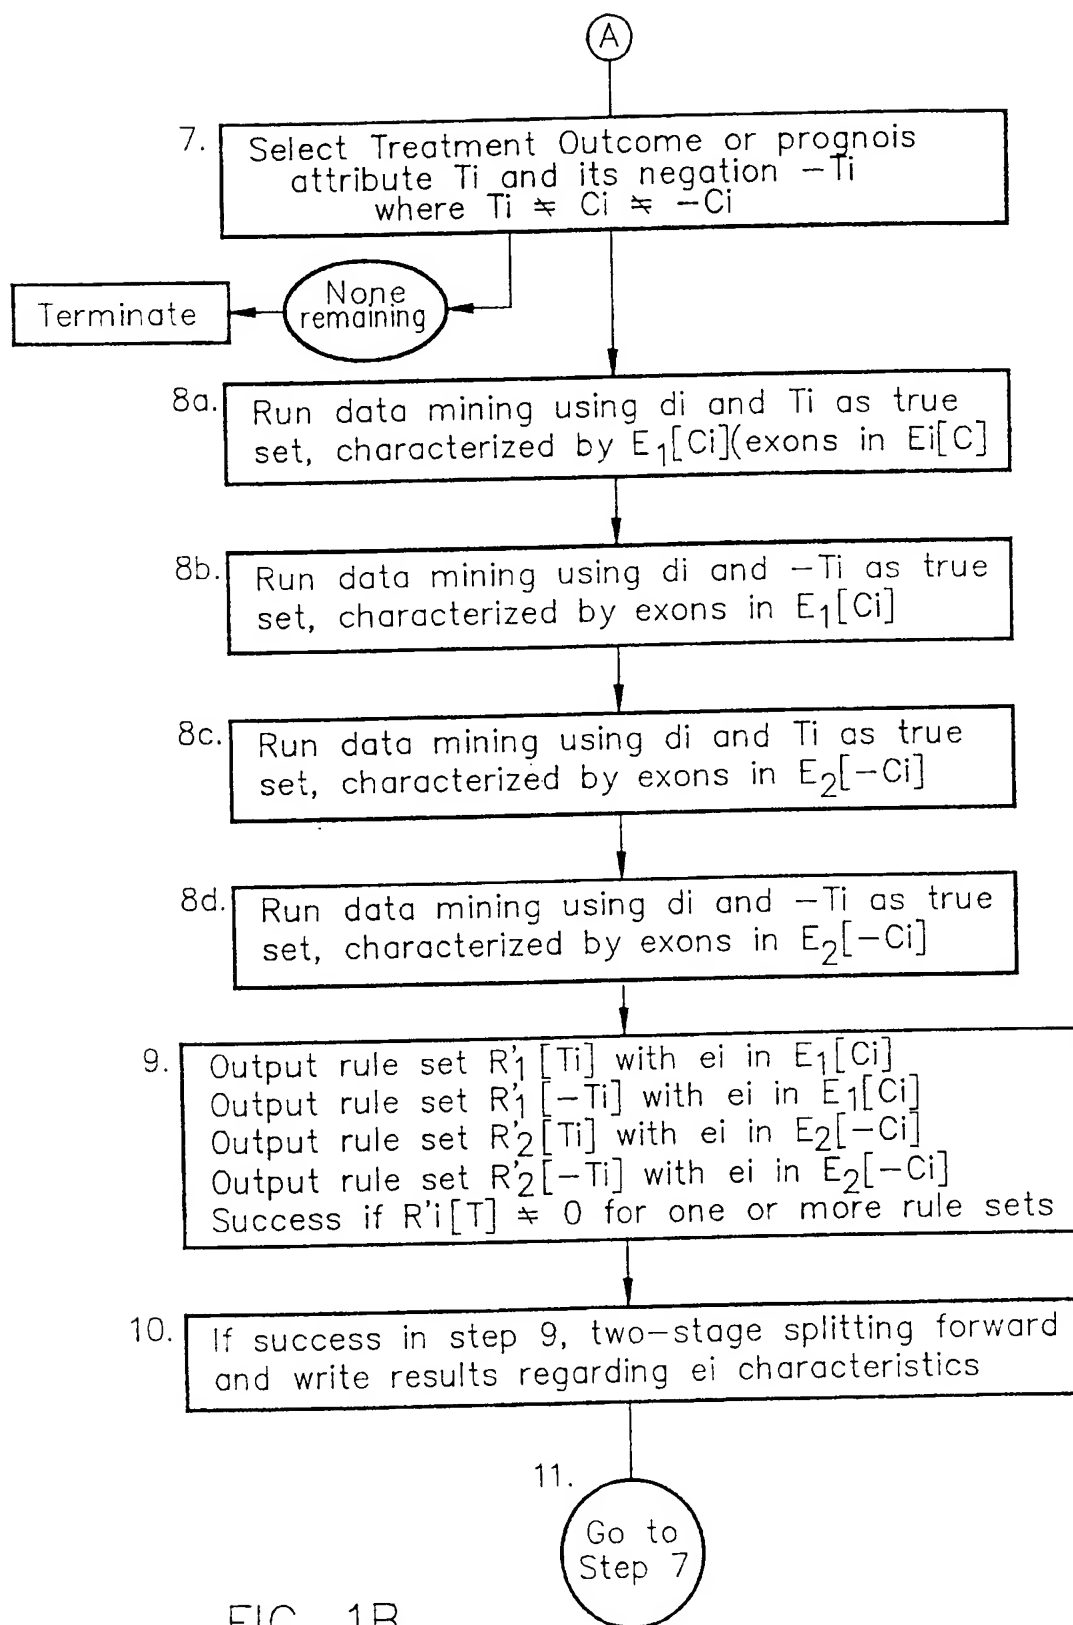 A
7. Select Treatment Outcome or prognois
attribute Ti and its negation −Ti
where Ti ≠ Ci ≠ −Ci
None
remaining
Terminate
8a. Run data mining using di and Ti as true
set, characterized by E₁[Ci](exons in Ei[C]
8b. Run data mining using di and −Ti as true
set, characterized by exons in E₁[Ci]
8c. Run data mining using di and Ti as true
set, characterized by exons in E₂[−Ci]
8d. Run data mining using di and −Ti as true
set, characterized by exons in E₂[−Ci]
9. Output rule set R'₁[Ti] with ei in E₁[Ci]
Output rule set R'₁[−Ti] with ei in E₁[Ci]
Output rule set R'₂[Ti] with ei in E₂[−Ci]
Output rule set R'₂[−Ti] with ei in E₂[−Ci]
Success if R'i[T] ≠ 0 for one or more rule sets
10. If success in step 9, two−stage splitting forward
and write results regarding ei characteristics
11.
Go to
Step 7
FIG. 1B